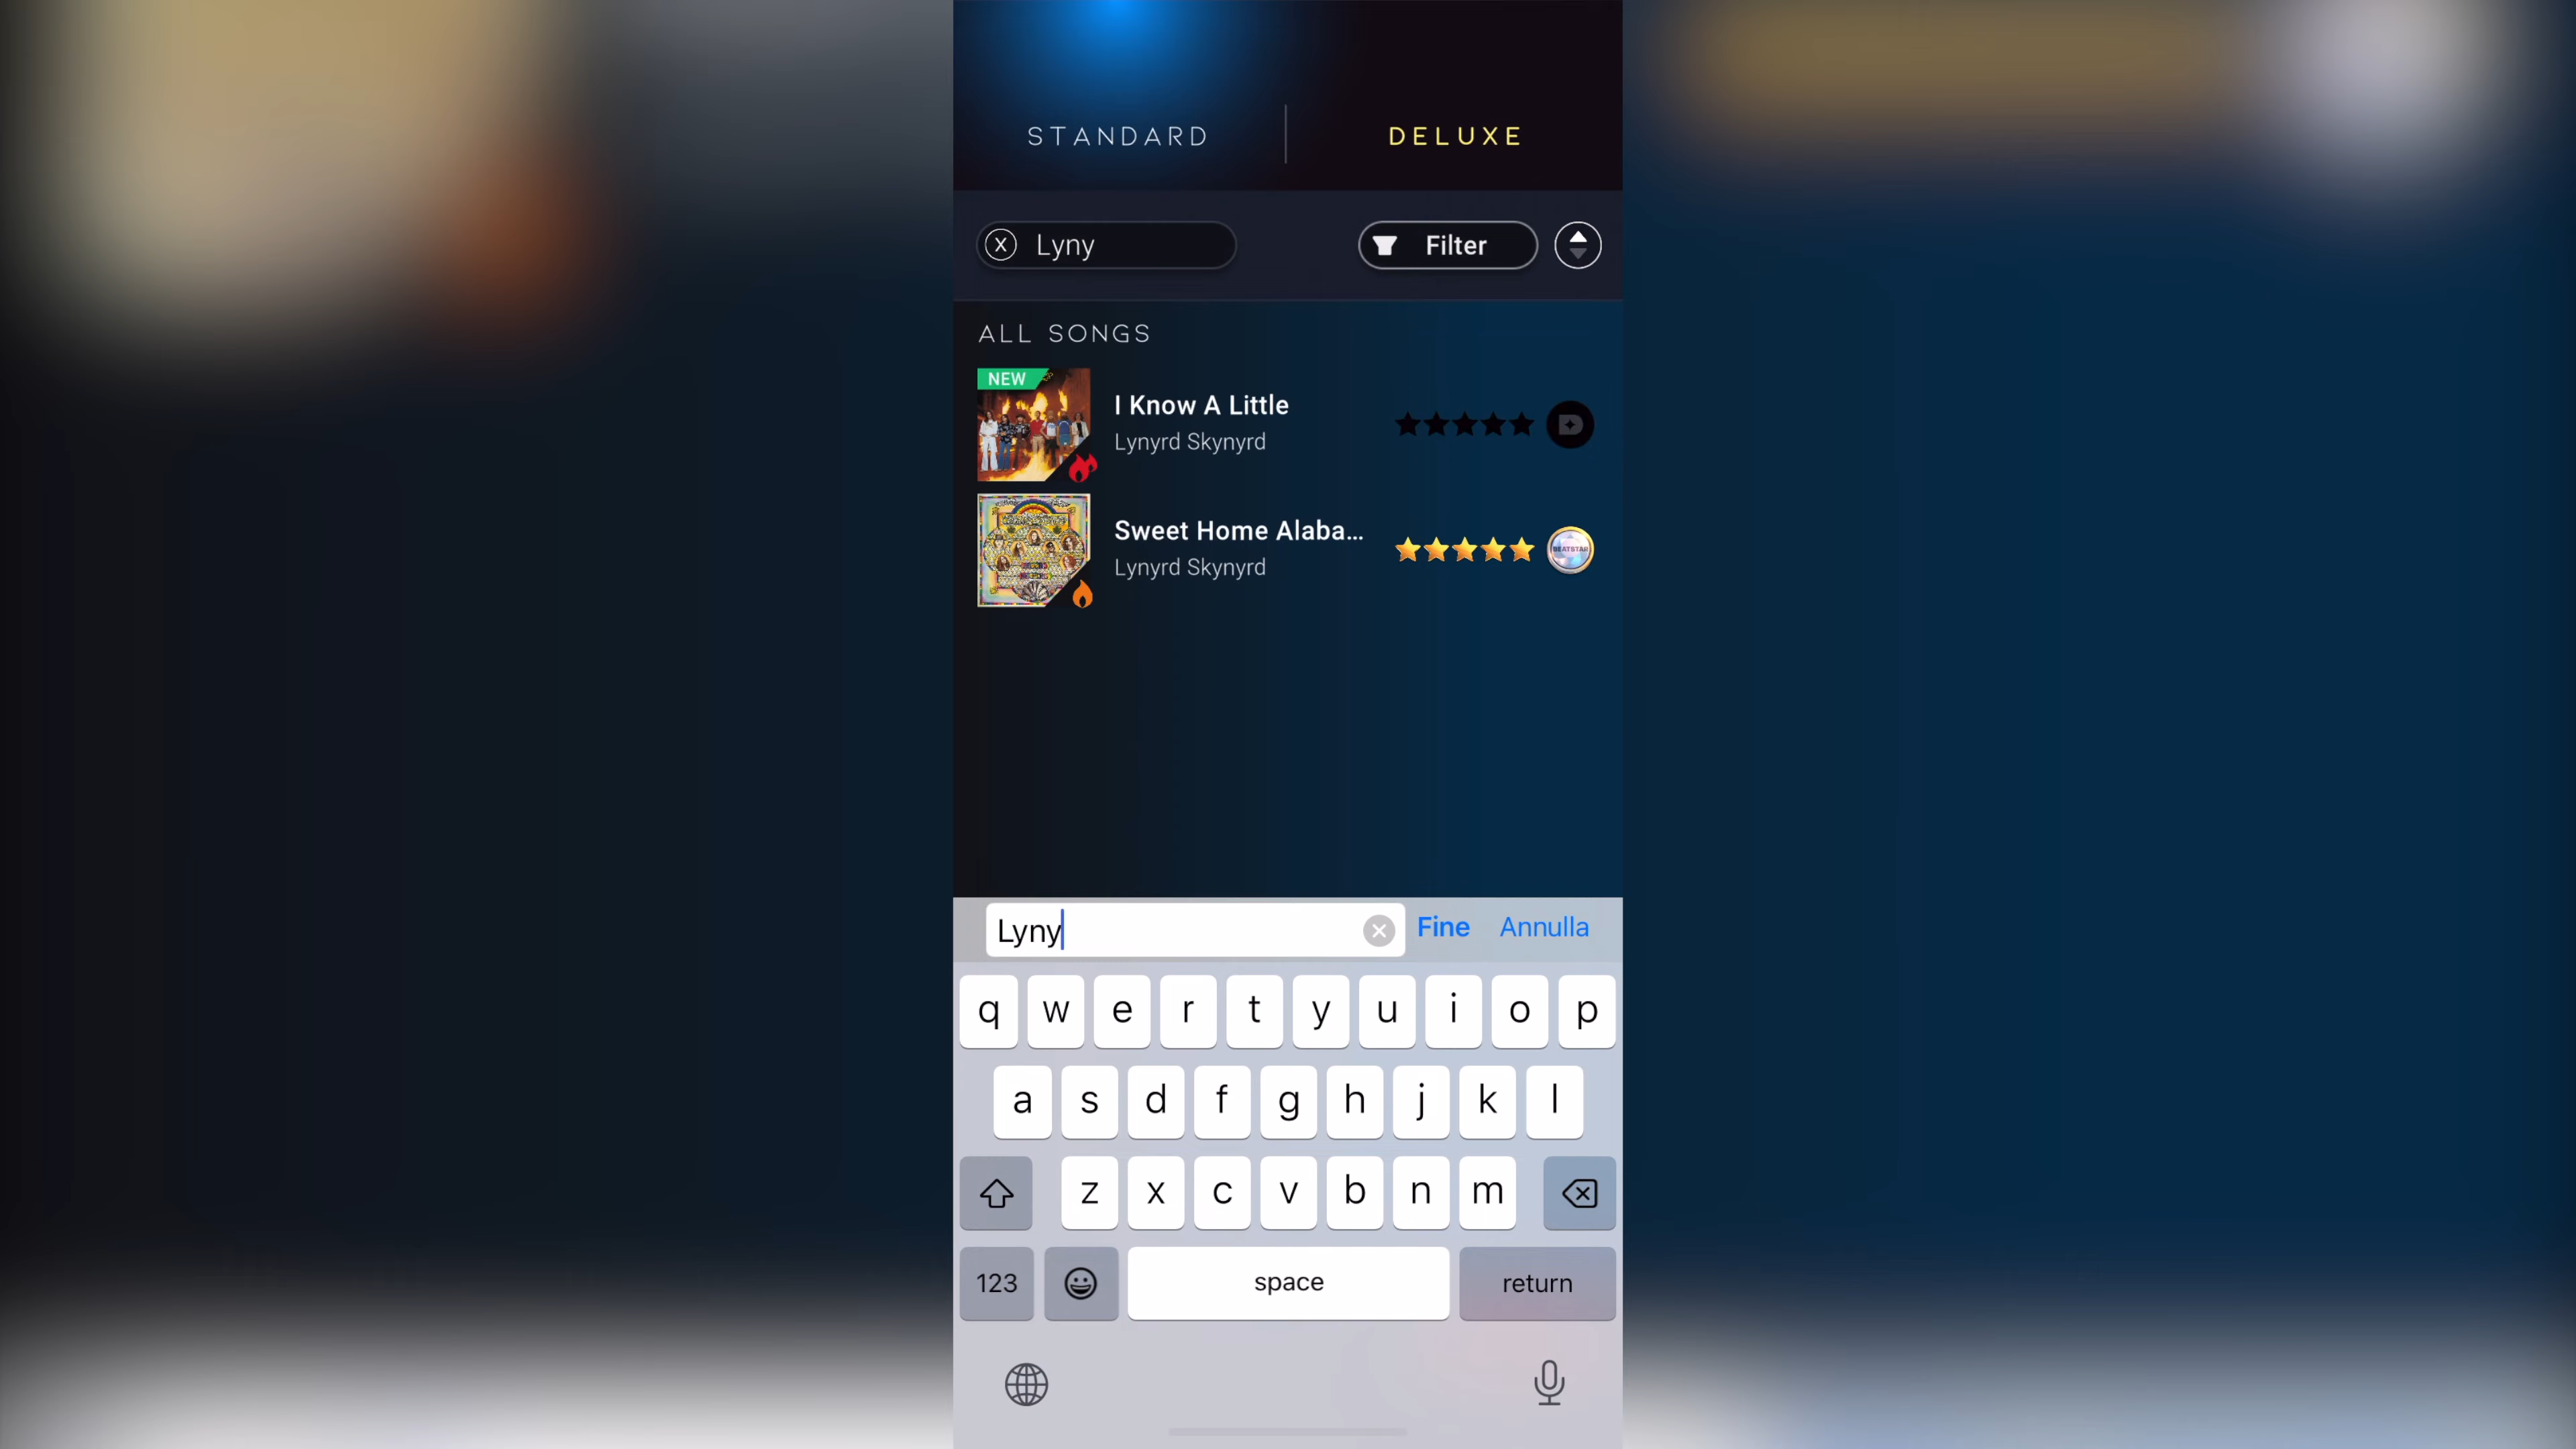 STANDARD
DELUXE
Lyny
Filter
ALL SONGS
NEW
I Know A Little
Lynyrd Skynyrd
Sweet Home Alaba...
Lynyrd Skynyrd
BEATSTAR
Lyny
Fine
Annulla
q w e r t y u i o p
a s d f g h j k l
z x c v b n m
123
space
return